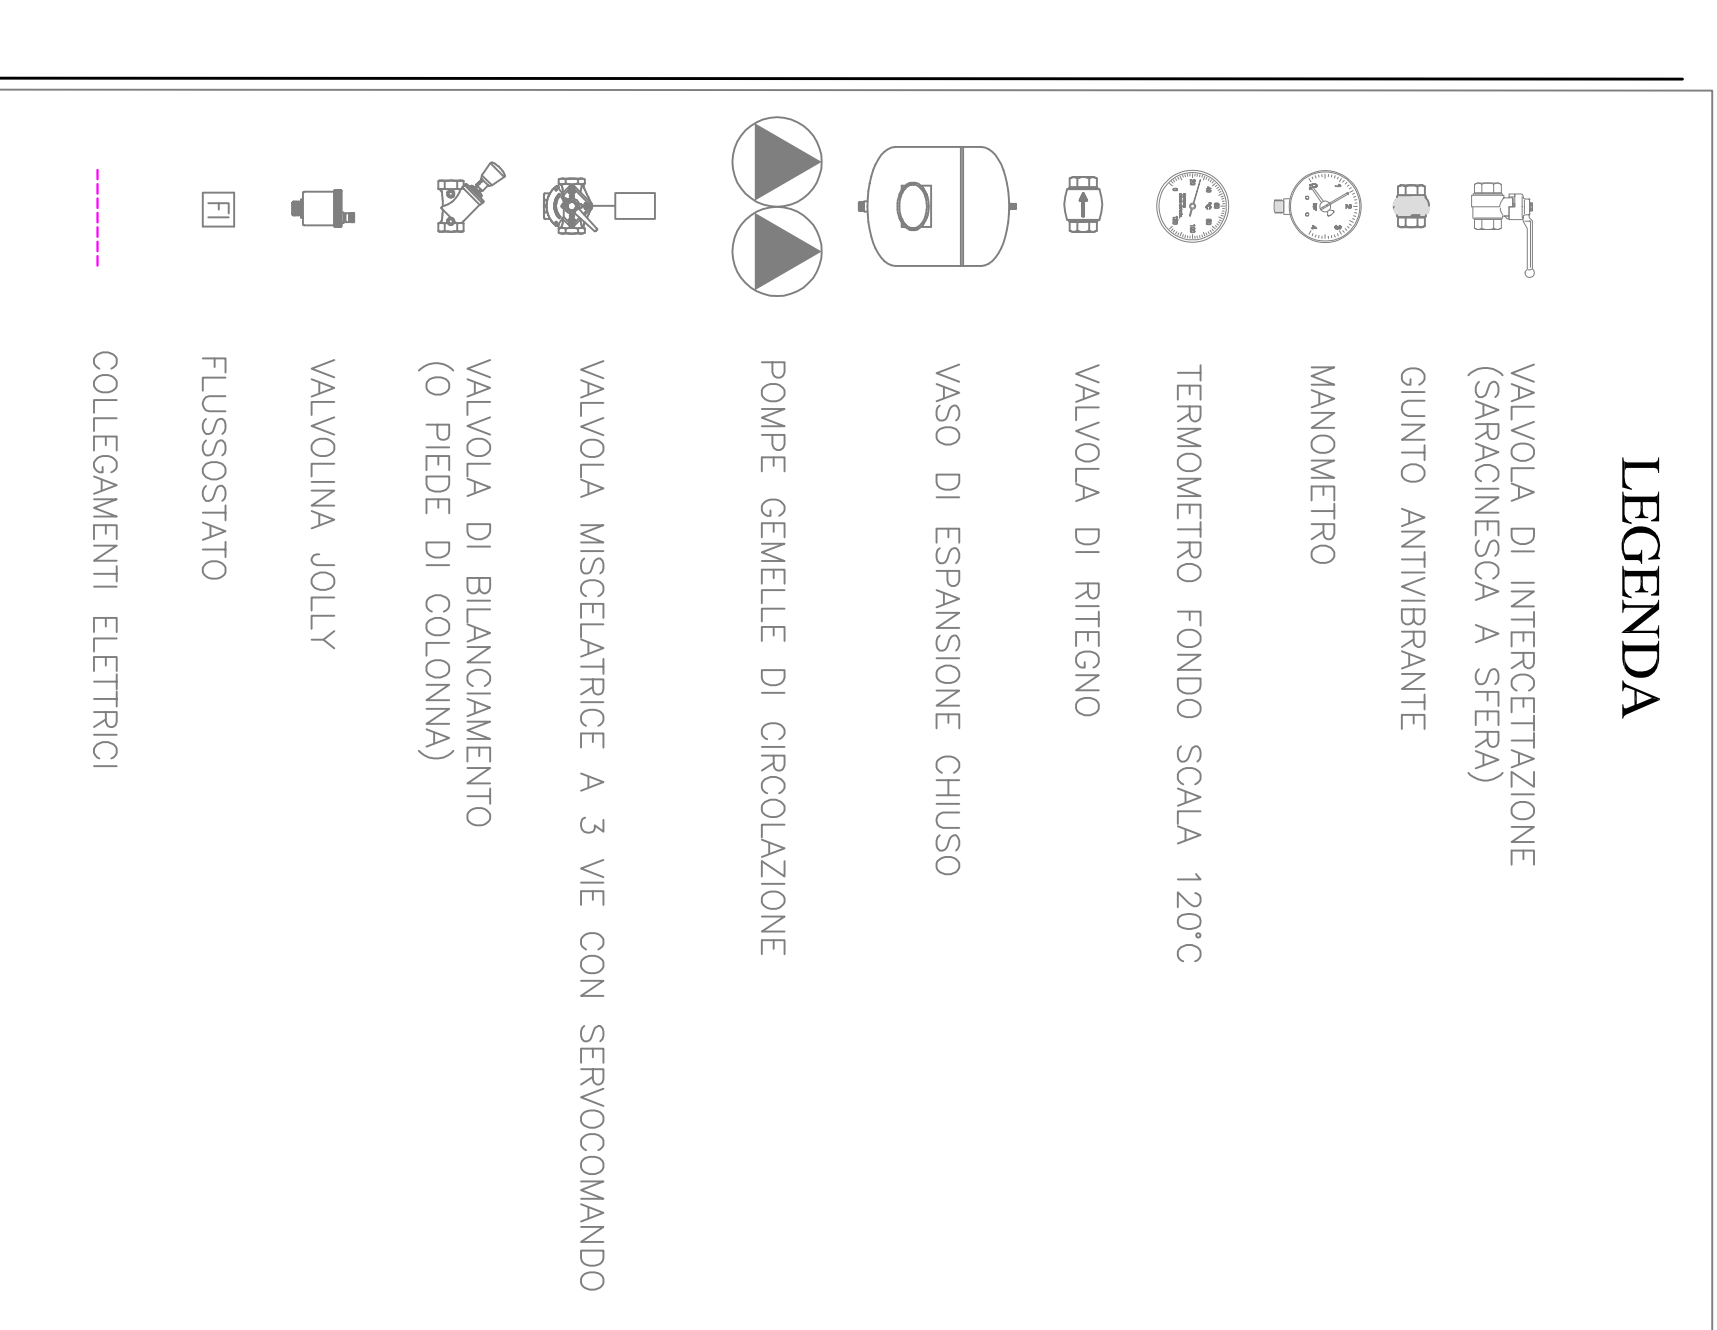 LEGENDA
VALVOLA DI INTERCETTAZIONE
(SARACINESCA A SFERA)
GIUNTO ANTIVIBRANTE
MANOMETRO
TERMOMETRO FONDO SCALA 120°C
VALVOLA DI RITEGNO
VASO DI ESPANSIONE CHIUSO
POMPE GEMELLE DI CIRCOLAZIONE
VALVOLA MISCELATRICE A 3 VIE CON SERVOCOMANDO
VALVOLA DI BILANCIAMENTO
(O PIEDE DI COLONNA)
VALVOLINA JOLLY
FI
FLUSSOSTATO
COLLEGAMENTI ELETTRICI